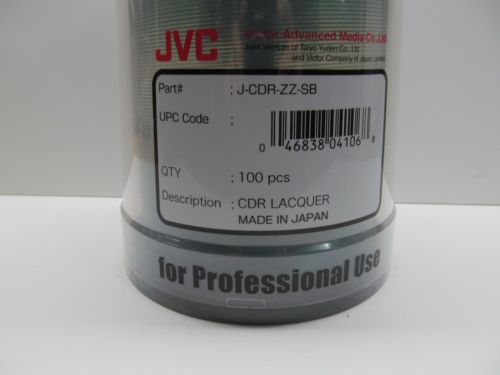 JVC
Victor Advanced Media Co.,Ltd.
Joint Venture of Taiyo Yuden Co., Ltd.
and Victor Company of Japan, Limited
Part# : J-CDR-ZZ-SB
UPC Code :
0 46838 04106 8
QTY : 100 pcs
Description : CDR LACQUER
MADE IN JAPAN
for Professional Use